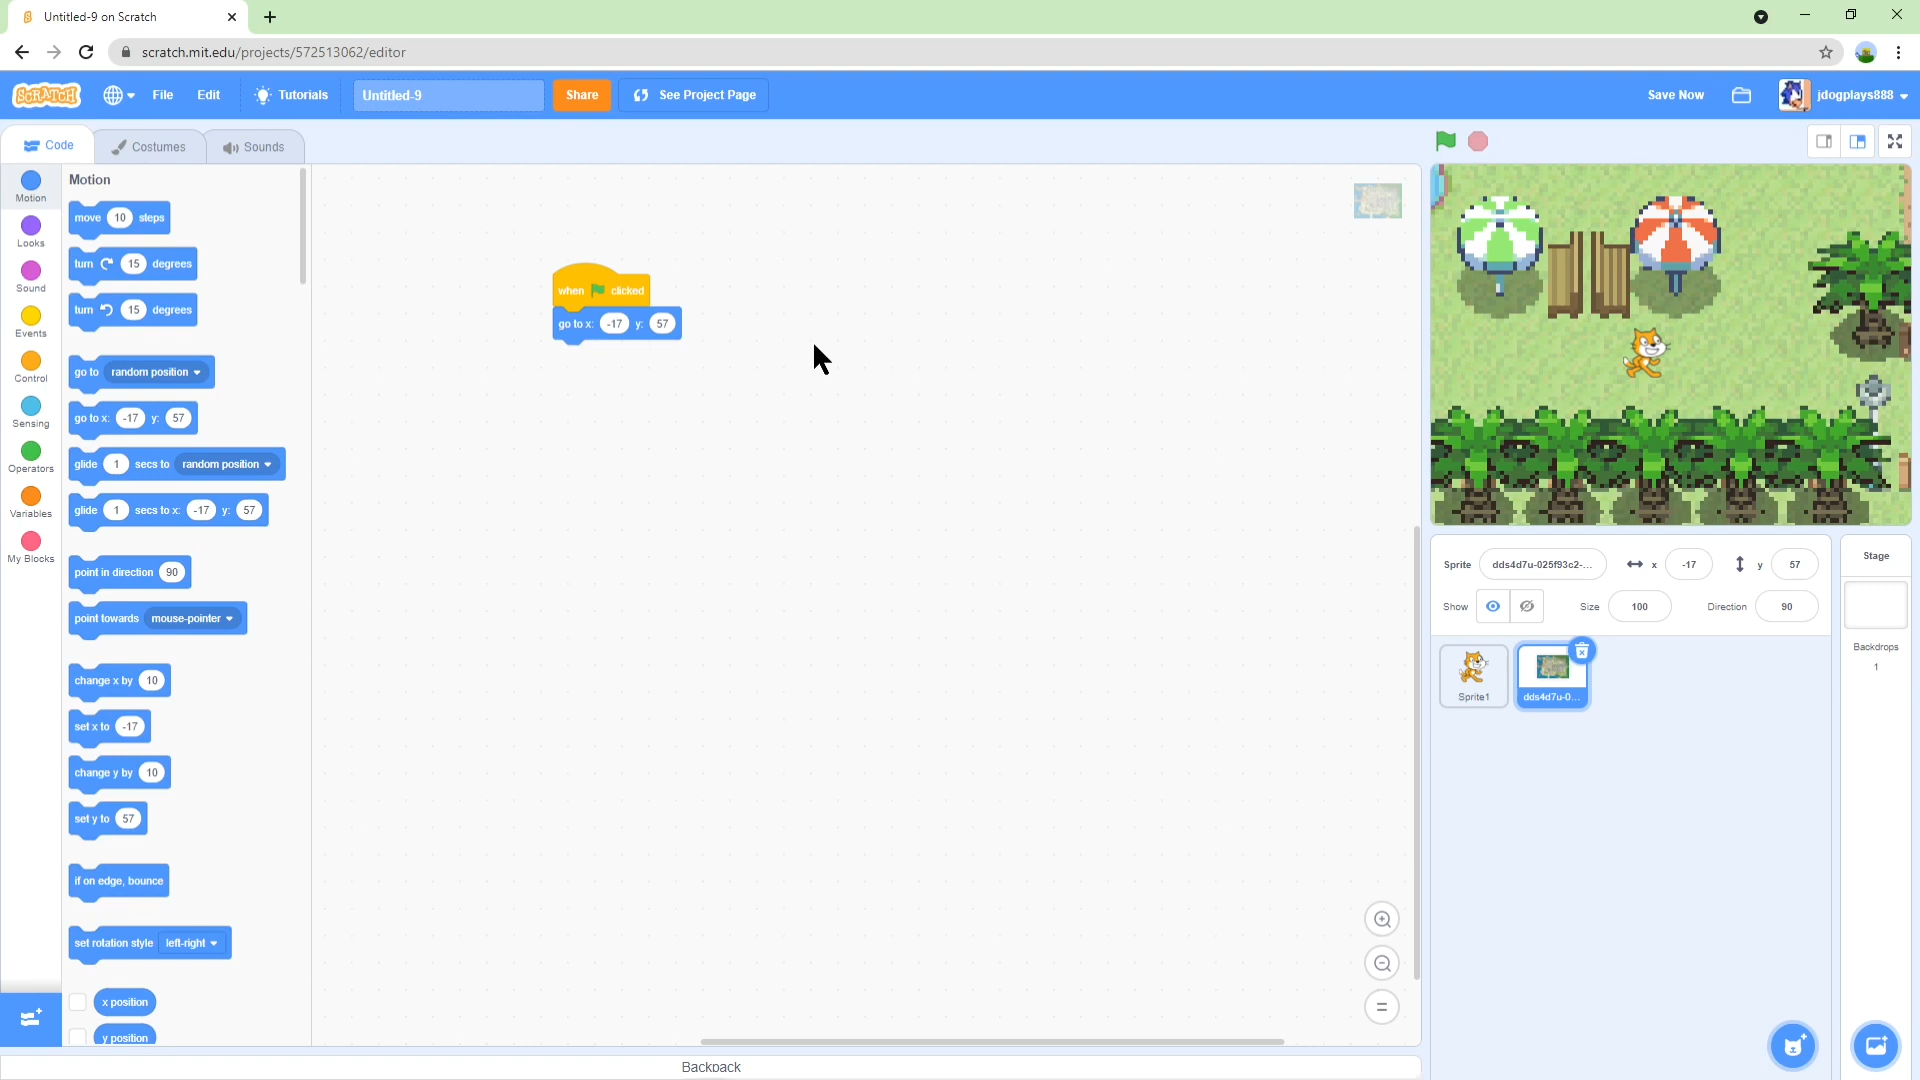 Untitled-9 on Scratch
scratch.mit.edu/projects/572513062/editor
SCRATCH File Edit Tutorials Untitled-9 Share See Project Page Save Now jdogplays888
Code Costumes Sounds
Motion
Looks
Sound
Events
Control
Sensing
Operators
Variables
My Blocks
Motion
move 10 steps
turn 15 degrees
turn 15 degrees
go to random position
go to x: -17 y: 57
glide 1 secs to random position
glide 1 secs to x: -17 y: 57
point in direction 90
point towards mouse-pointer
change x by 10
set x to -17
change y by 10
set y to 57
if on edge, bounce
set rotation style left-right
x position
y position
when clicked
go to x: -17 y: 57
Backpack
Sprite dds4d7u-025f93c2-... x -17 y 57
Show Size 100 Direction 90
Sprite1
dds4d7u-0...
Stage
Backdrops
1